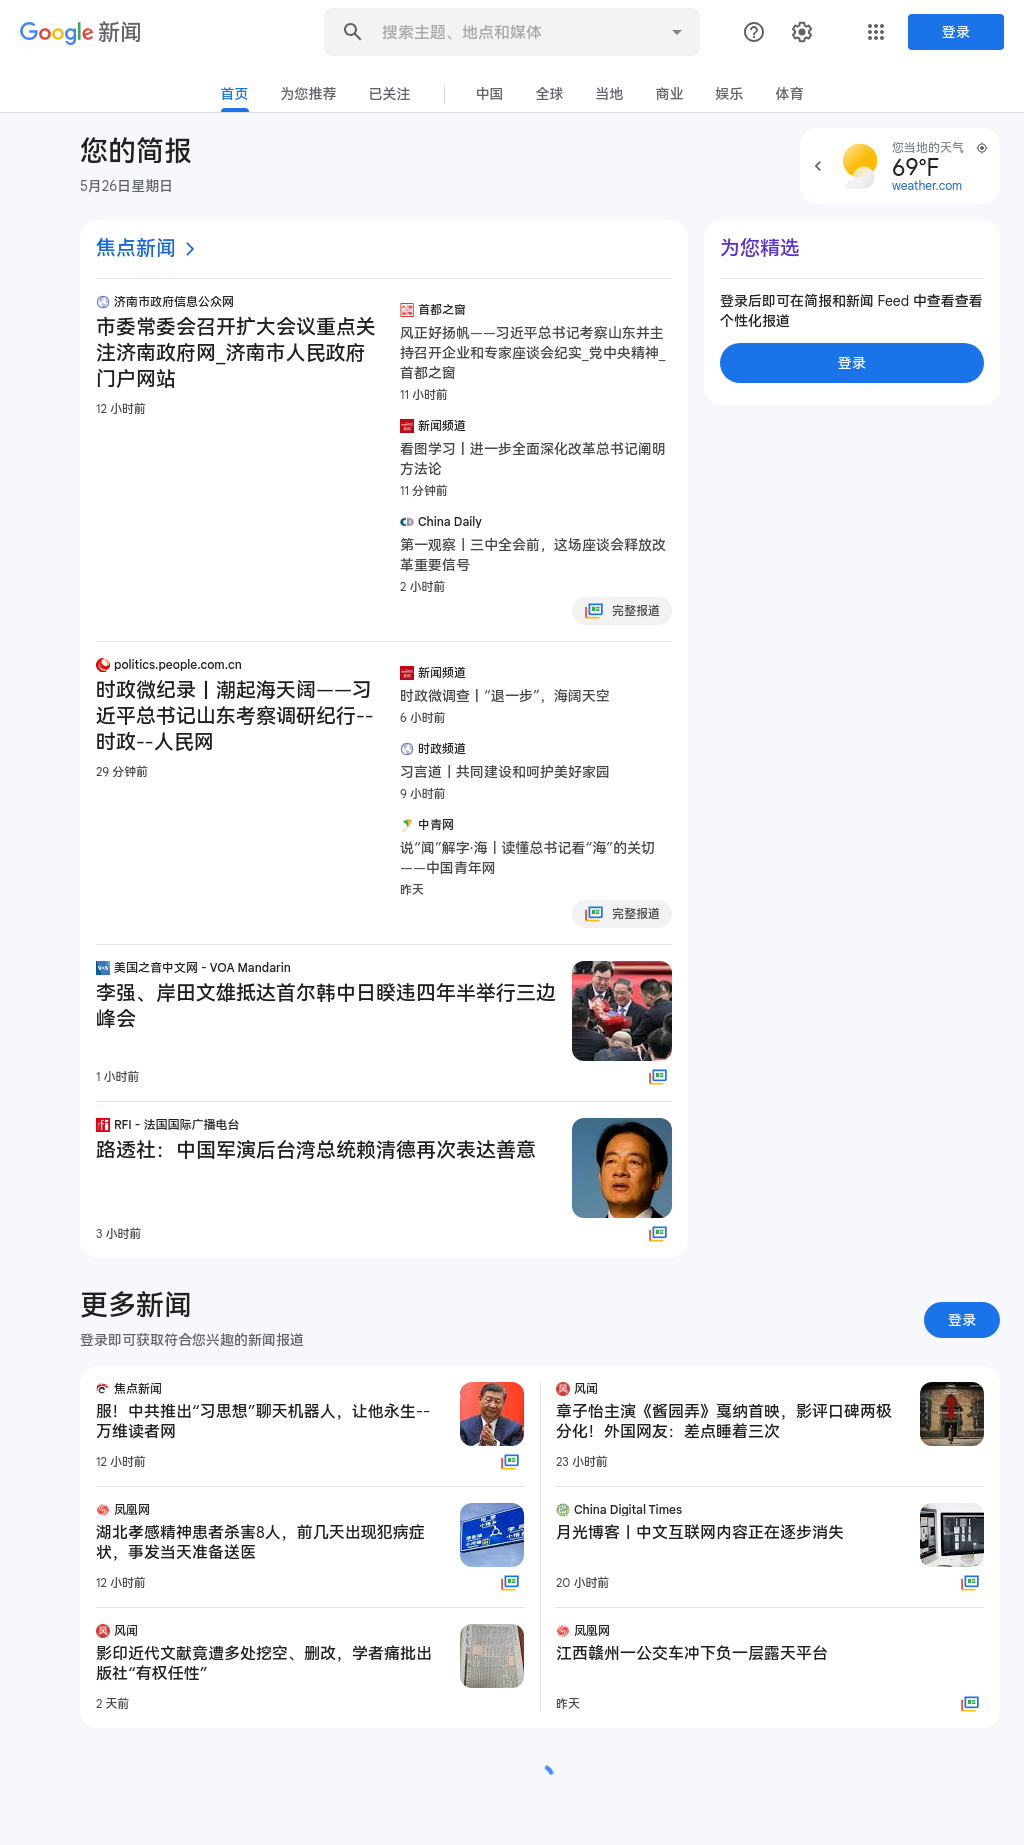 Google 新闻
搜索主题、地点和媒体
登录
首页
为您推荐
已关注
中国
全球
当地
商业
娱乐
体育
您的简报
5月26日星期日
您当地的天气
69°F
weather.com
焦点新闻
济南市政府信息公众网
市委常委会召开扩大会议重点关
注济南政府网_济南市人民政府
门户网站
12 小时前
首都之窗
风正好扬帆——习近平总书记考察山东并主
持召开企业和专家座谈会纪实_党中央精神_
首都之窗
11 小时前
新闻频道
看图学习丨进一步全面深化改革总书记阐明
方法论
11 分钟前
China Daily
第一观察丨三中全会前，这场座谈会释放改
革重要信号
2 小时前
完整报道
politics.people.com.cn
时政微纪录丨潮起海天阔——习
近平总书记山东考察调研纪行--
时政--人民网
29 分钟前
新闻频道
时政微调查丨“退一步”，海阔天空
6 小时前
时政频道
习言道丨共同建设和呵护美好家园
9 小时前
中青网
说“闻”解字·海丨读懂总书记看“海”的关切
——中国青年网
昨天
完整报道
美国之音中文网 - VOA Mandarin
李强、岸田文雄抵达首尔韩中日睽违四年半举行三边
峰会
1 小时前
RFI - 法国国际广播电台
路透社：中国军演后台湾总统赖清德再次表达善意
3 小时前
为您精选
登录后即可在简报和新闻 Feed 中查看查看
个性化报道
登录
更多新闻
登录即可获取符合您兴趣的新闻报道
登录
焦点新闻
服！中共推出“习思想”聊天机器人，让他永生--
万维读者网
12 小时前
风闻
章子怡主演《酱园弄》戛纳首映，影评口碑两极
分化！外国网友：差点睡着三次
23 小时前
凤凰网
湖北孝感精神患者杀害8人，前几天出现犯病症
状，事发当天准备送医
12 小时前
China Digital Times
月光博客丨中文互联网内容正在逐步消失
20 小时前
风闻
影印近代文献竟遭多处挖空、删改，学者痛批出
版社“有权任性”
2 天前
凤凰网
江西赣州一公交车冲下负一层露天平台
昨天